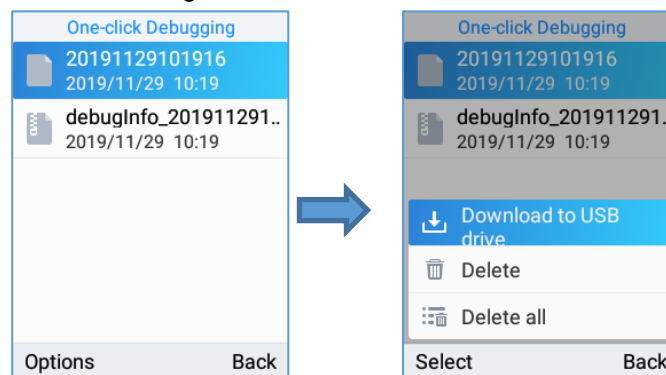 One-click Debugging
20191129101916
2019/11/29 10:19
debugInfo_201911291..
2019/11/29 10:19
Options Back
One-click Debugging
20191129101916
2019/11/29 10:19
debugInfo_201911291.
2019/11/29 10:19
Download to USB
drive
Delete
Delete all
Select Back